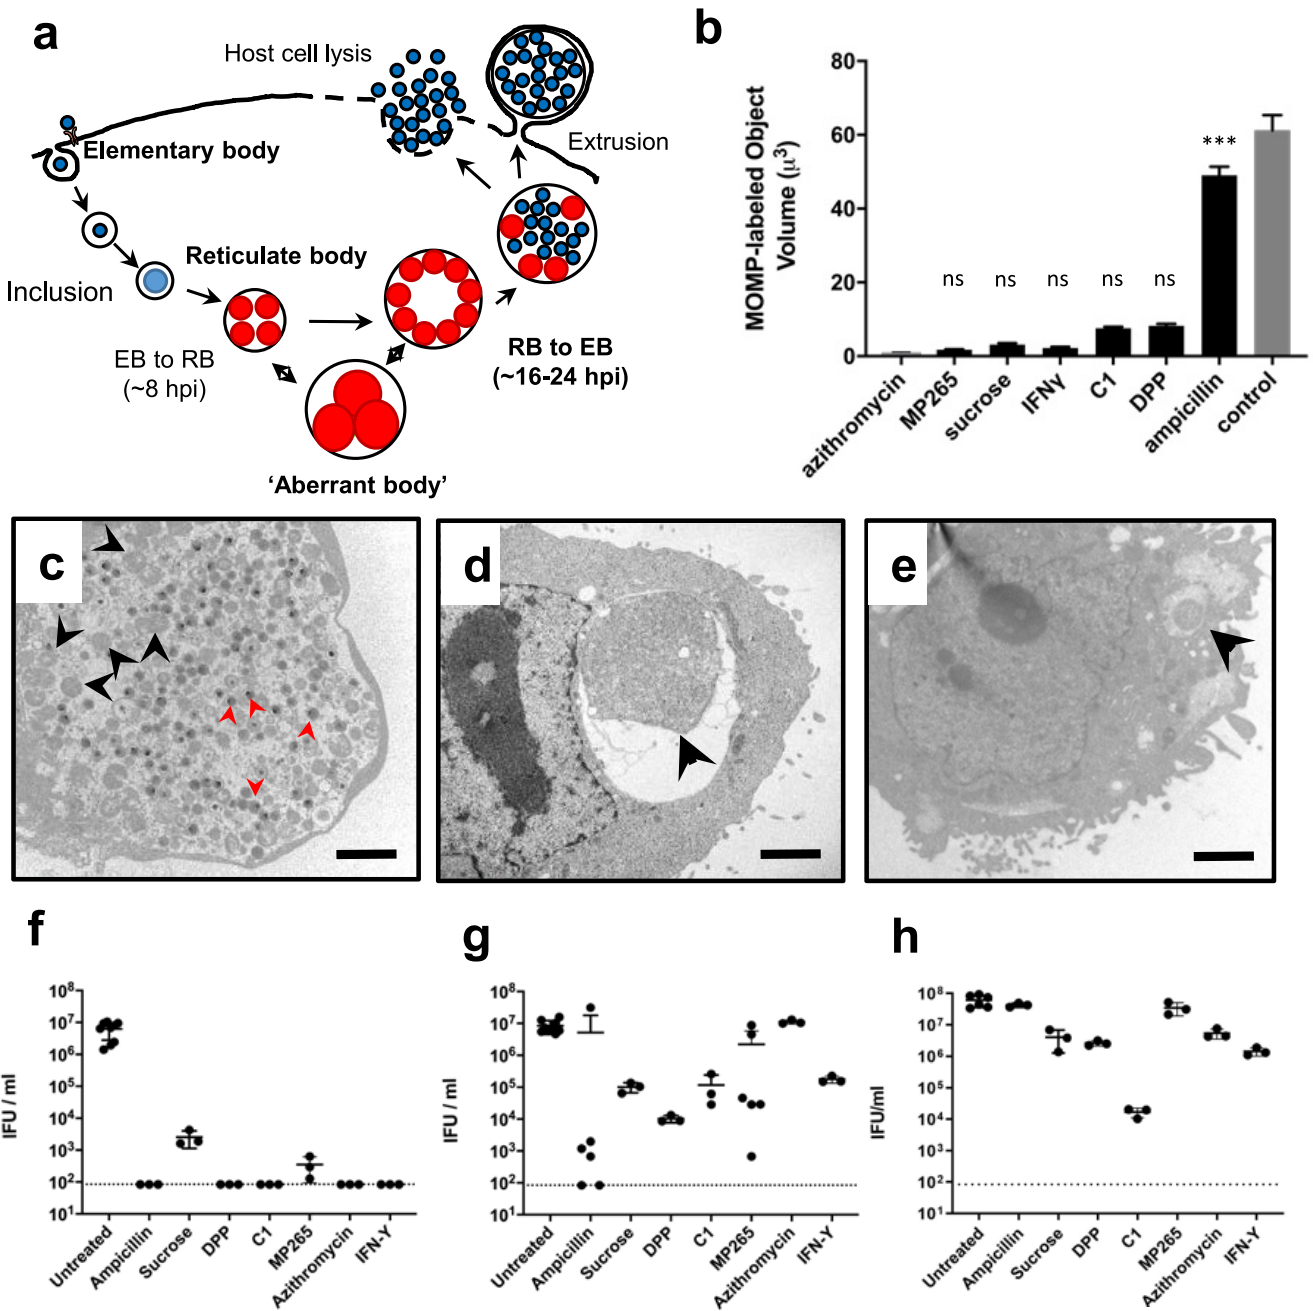 a
Host cell lysis
Elementary body
Extrusion
Reticulate body
Inclusion
EB to RB
(~8 hpi)
RB to EB
(~16-24 hpi)
‘Aberrant body’
b
MOMP-labeled Object
Volume (µ³)
80
60
40
20
0
ns
ns
ns
ns
ns
***
azithromycin
MP265
sucrose
IFNγ
C1
DPP
ampicillin
control
c
d
e
f
IFU / ml
10⁸
10⁷
10⁶
10⁵
10⁴
10³
10²
10¹
Untreated
Ampicillin
Sucrose
DPP
C1
MP265
Azithromycin
IFN-Y
g
IFU / ml
10⁸
10⁷
10⁶
10⁵
10⁴
10³
10²
10¹
Untreated
Ampicillin
Sucrose
DPP
C1
MP265
Azithromycin
IFN-Y
h
IFU/ml
10⁸
10⁷
10⁶
10⁵
10⁴
10³
10²
10¹
Untreated
Ampicillin
Sucrose
DPP
C1
MP265
Azithromycin
IFN-Y